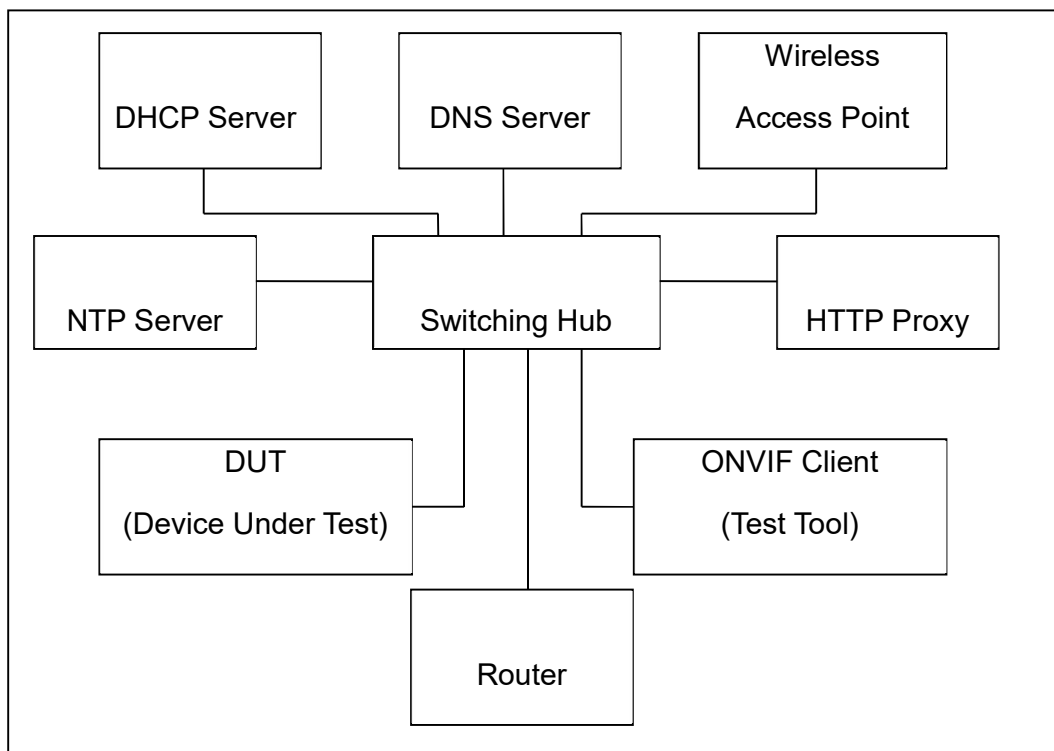 DHCP Server
DNS Server
Wireless
Access Point
NTP Server
Switching Hub
HTTP Proxy
DUT
(Device Under Test)
ONVIF Client
(Test Tool)
Router